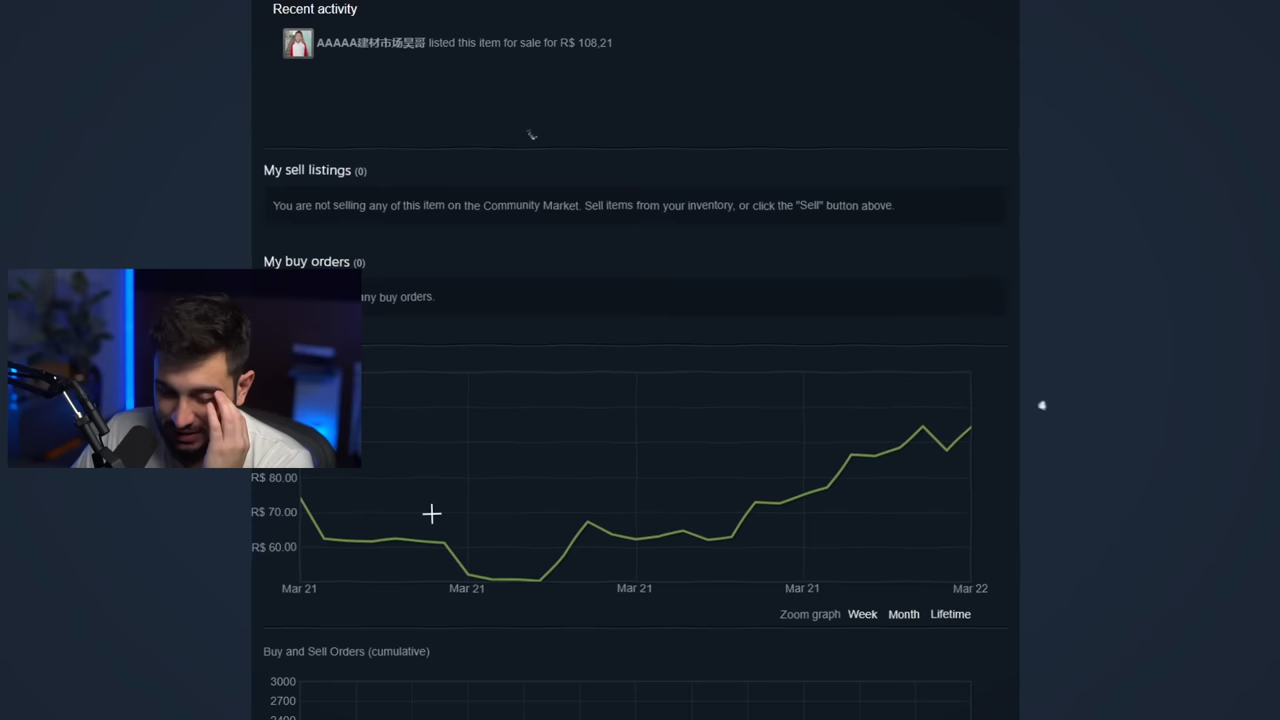 Recent activity
AAAAA建材市场昊哥 listed this item for sale for R$ 108,21
My sell listings (0)
You are not selling any of this item on the Community Market. Sell items from your inventory, or click the "Sell" button above.
My buy orders (0)
any buy orders.
R$ 80.00
R$ 70.00
R$ 60.00
Mar 21 Mar 21 Mar 21 Mar 21 Mar 22
Zoom graph Week Month Lifetime
Buy and Sell Orders (cumulative)
3000
2700
2400